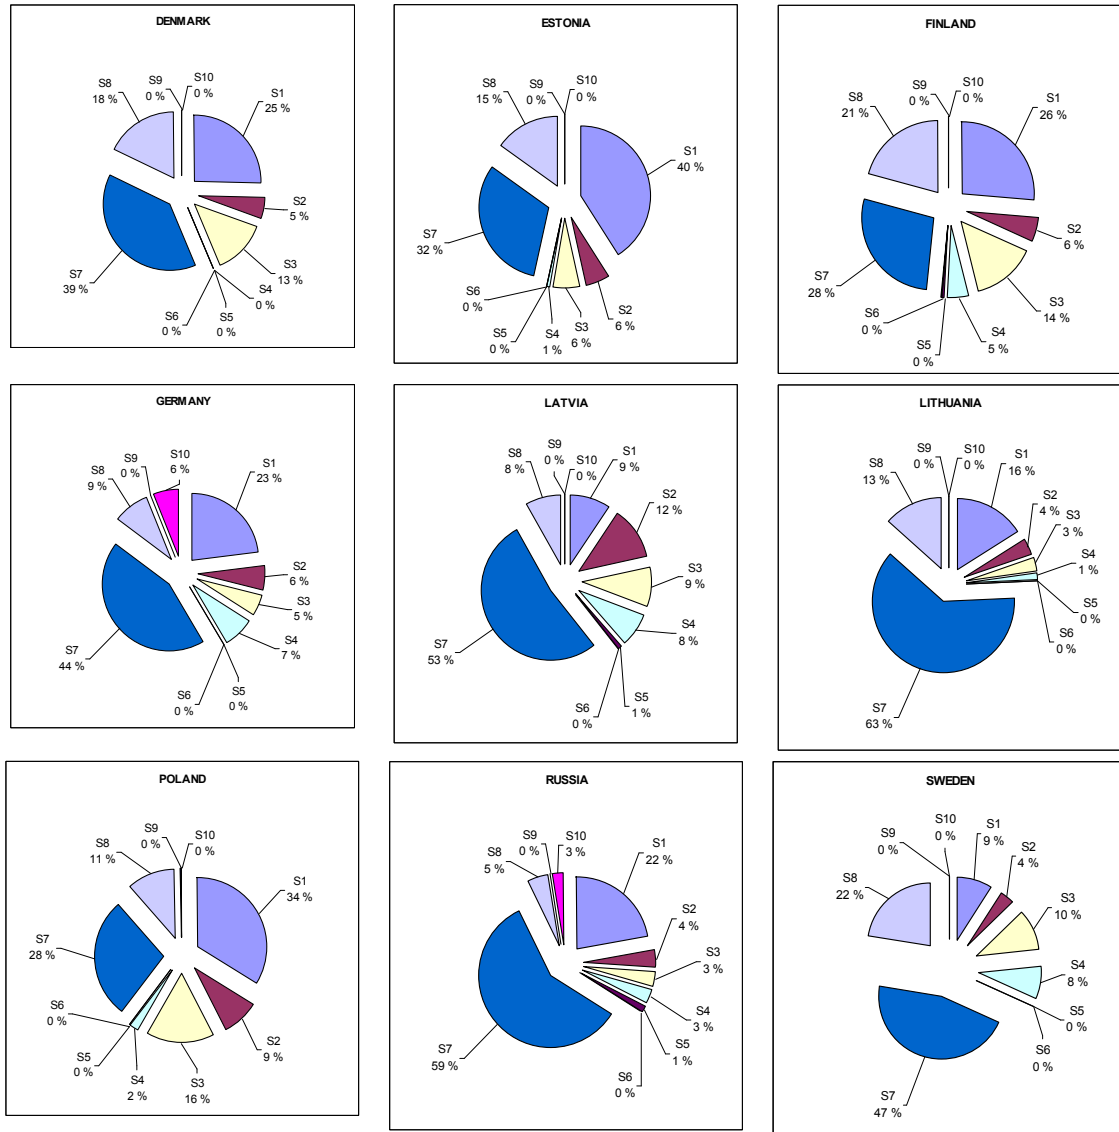 DENMARK
S9
0 %
S10
0 %
S8
18 %
S1
25 %
S2
5 %
S3
13 %
S4
0 %
S5
0 %
S6
0 %
S7
39 %
ESTONIA
S9
0 %
S10
0 %
S8
15 %
S1
40 %
S7
32 %
S6
0 %
S5
0 %
S4
1 %
S3
6 %
S2
6 %
FINLAND
S9
0 %
S10
0 %
S8
21 %
S1
26 %
S2
6 %
S7
28 %
S6
0 %
S5
0 %
S4
5 %
S3
14 %
GERMANY
S10
6 %
S9
0 %
S8
9 %
S1
23 %
S2
6 %
S3
5 %
S4
7 %
S7
44 %
S6
0 %
S5
0 %
LATVIA
S9
0 %
S10
0 %
S8
8 %
S1
9 %
S2
12 %
S3
9 %
S4
8 %
S7
53 %
S6
0 %
S5
1 %
LITHUANIA
S9
0 %
S10
0 %
S8
13 %
S1
16 %
S2
4 %
S3
3 %
S4
1 %
S5
0 %
S6
0 %
S7
63 %
POLAND
S9
0 %
S10
0 %
S8
11 %
S1
34 %
S7
28 %
S6
0 %
S5
0 %
S4
2 %
S3
16 %
S2
9 %
RUSSIA
S9
0 %
S10
3 %
S8
5 %
S1
22 %
S2
4 %
S3
3 %
S4
3 %
S5
1 %
S6
0 %
S7
59 %
SWEDEN
S10
0 %
S9
0 %
S1
9 %
S2
4 %
S8
22 %
S3
10 %
S4
8 %
S5
0 %
S6
0 %
S7
47 %